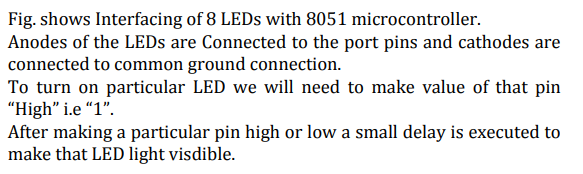 Fig. shows Interfacing of 8 LEDs with 8051 microcontroller.
Anodes of the LEDs are Connected to the port pins and cathodes are
connected to common ground connection.
To turn on particular LED we will need to make value of that pin
“High” i.e “1”.
After making a particular pin high or low a small delay is executed to
make that LED light visdible.